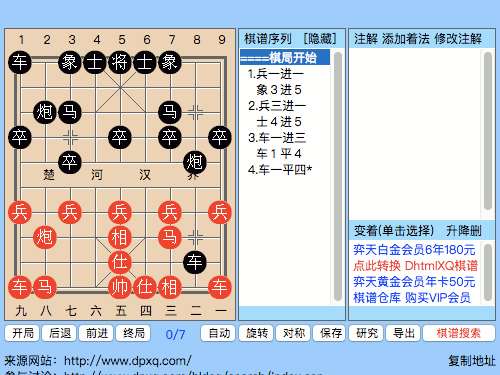 1 2 3 4 5 6 7 8 9
车 象 士 将 士 象
炮 马 马
卒 卒 卒 卒
卒 炮
楚 河 汉 界
兵 兵 兵 兵 兵
炮 相 马
仕 车
车 马 帅 仕 相
九 八 七 六 五 四 三 二 一
棋谱序列 [隐藏]
====棋局开始
1.兵一进一
象３进５
2.兵三进一
士４进５
3.车一进三
车１平４
4.车一平四*
注解 添加着法 修改注解
变着(单击选择) 升降删
弈天白金会员6年180元
点此转换 DhtmlXQ棋谱
弈天黄金会员年卡50元
棋谱仓库 购买VIP会员
开局 后退 前进 终局 0/7 自动 旋转 对称 保存 研究 导出 棋谱搜索
来源网站：http://www.dpxq.com/ 复制地址